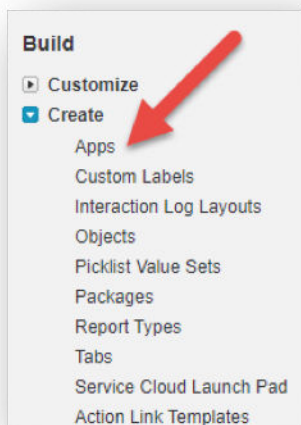 Build
Customize
Create
Apps
Custom Labels
Interaction Log Layouts
Objects
Picklist Value Sets
Packages
Report Types
Tabs
Service Cloud Launch Pad
Action Link Templates